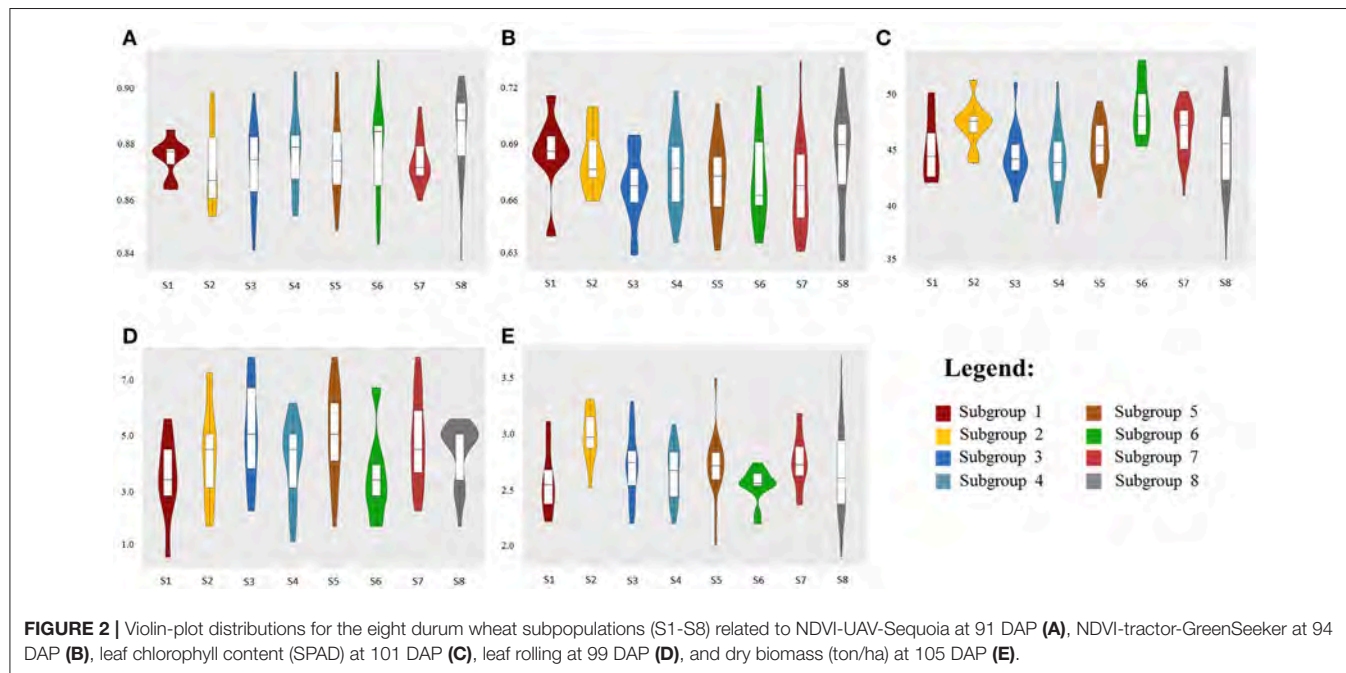 A
0.90
0.88
0.86
0.84
S1 S2 S3 S4 S5 S6 S7 S8
B
0.72
0.69
0.66
0.63
S1 S2 S3 S4 S5 S6 S7 S8
C
50
45
40
35
S1 S2 S3 S4 S5 S6 S7 S8
D
7.0
5.0
3.0
1.0
S1 S2 S3 S4 S5 S6 S7 S8
E
3.5
3.0
2.5
2.0
S1 S2 S3 S4 S5 S6 S7 S8
Legend:
Subgroup 1
Subgroup 2
Subgroup 3
Subgroup 4
Subgroup 5
Subgroup 6
Subgroup 7
Subgroup 8
FIGURE 2 | Violin-plot distributions for the eight durum wheat subpopulations (S1-S8) related to NDVI-UAV-Sequoia at 91 DAP (A), NDVI-tractor-GreenSeeker at 94
DAP (B), leaf chlorophyll content (SPAD) at 101 DAP (C), leaf rolling at 99 DAP (D), and dry biomass (ton/ha) at 105 DAP (E).